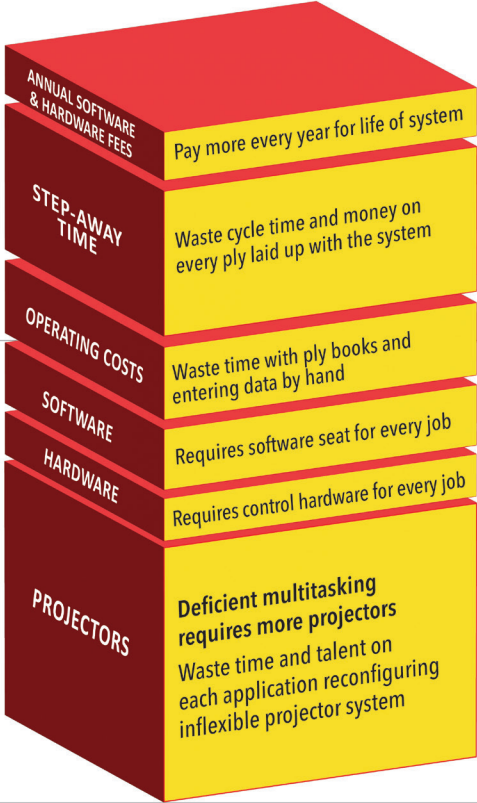 ANNUAL SOFTWARE
& HARDWARE FEES
Pay more every year for life of system
STEP-AWAY
TIME
Waste cycle time and money on
every ply laid up with the system
OPERATING COSTS
Waste time with ply books and
entering data by hand
SOFTWARE
Requires software seat for every job
HARDWARE
Requires control hardware for every job
PROJECTORS
Deficient multitasking
requires more projectors
Waste time and talent on
each application reconfiguring
inflexible projector system